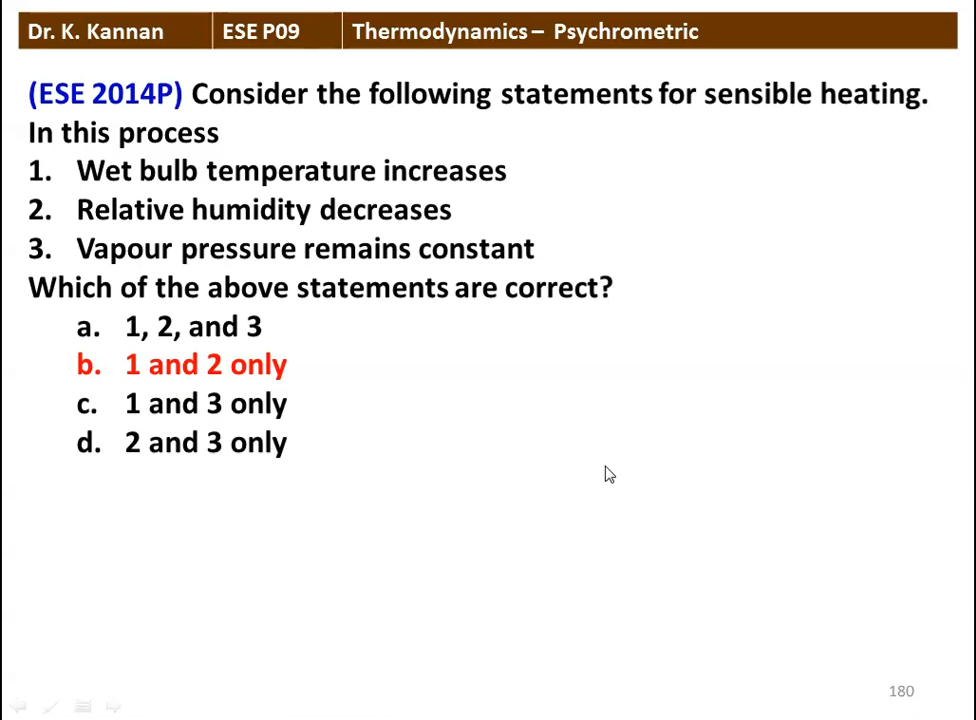 Dr. K. Kannan ESE P09 Thermodynamics – Psychrometric
(ESE 2014P) Consider the following statements for sensible heating.
In this process
1. Wet bulb temperature increases
2. Relative humidity decreases
3. Vapour pressure remains constant
Which of the above statements are correct?
a. 1, 2, and 3
b. 1 and 2 only
c. 1 and 3 only
d. 2 and 3 only
180